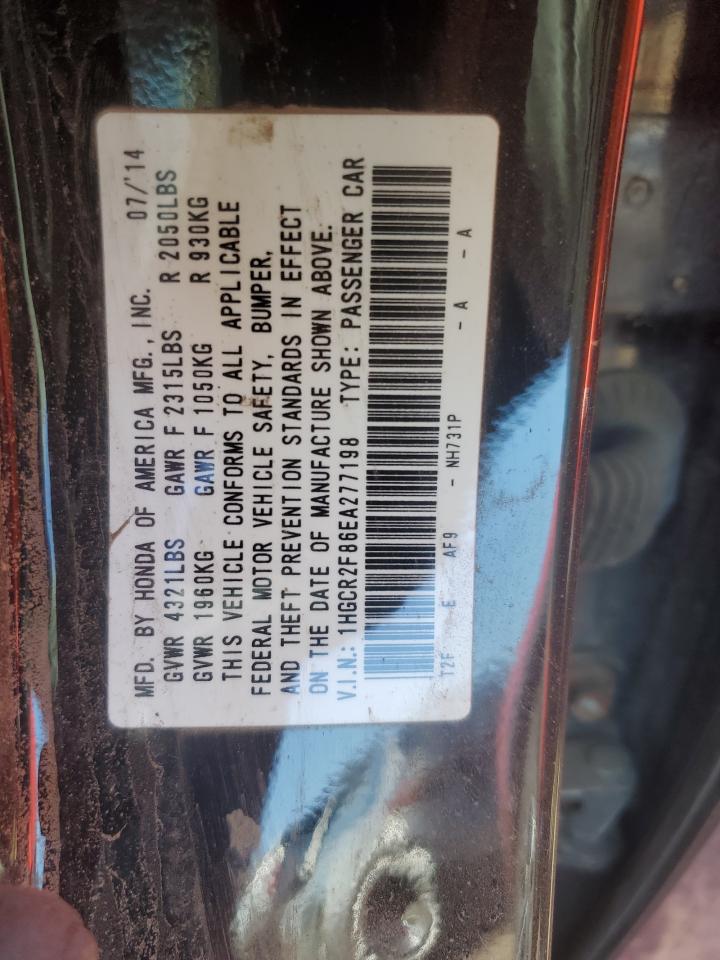 MFD. BY HONDA OF AMERICA MFG., INC. 07/'14
GVWR 4321LBS GAWR F 2315LBS R 2050LBS
GVWR 1960KG GAWR F 1050KG R 930KG
THIS VEHICLE CONFORMS TO ALL APPLICABLE
FEDERAL MOTOR VEHICLE SAFETY, BUMPER,
AND THEFT PREVENTION STANDARDS IN EFFECT
ON THE DATE OF MANUFACTURE SHOWN ABOVE.
V.I.N.: 1HGCR2F86EA277198 TYPE: PASSENGER CAR
T2F E AF9 - NH731P - A - A